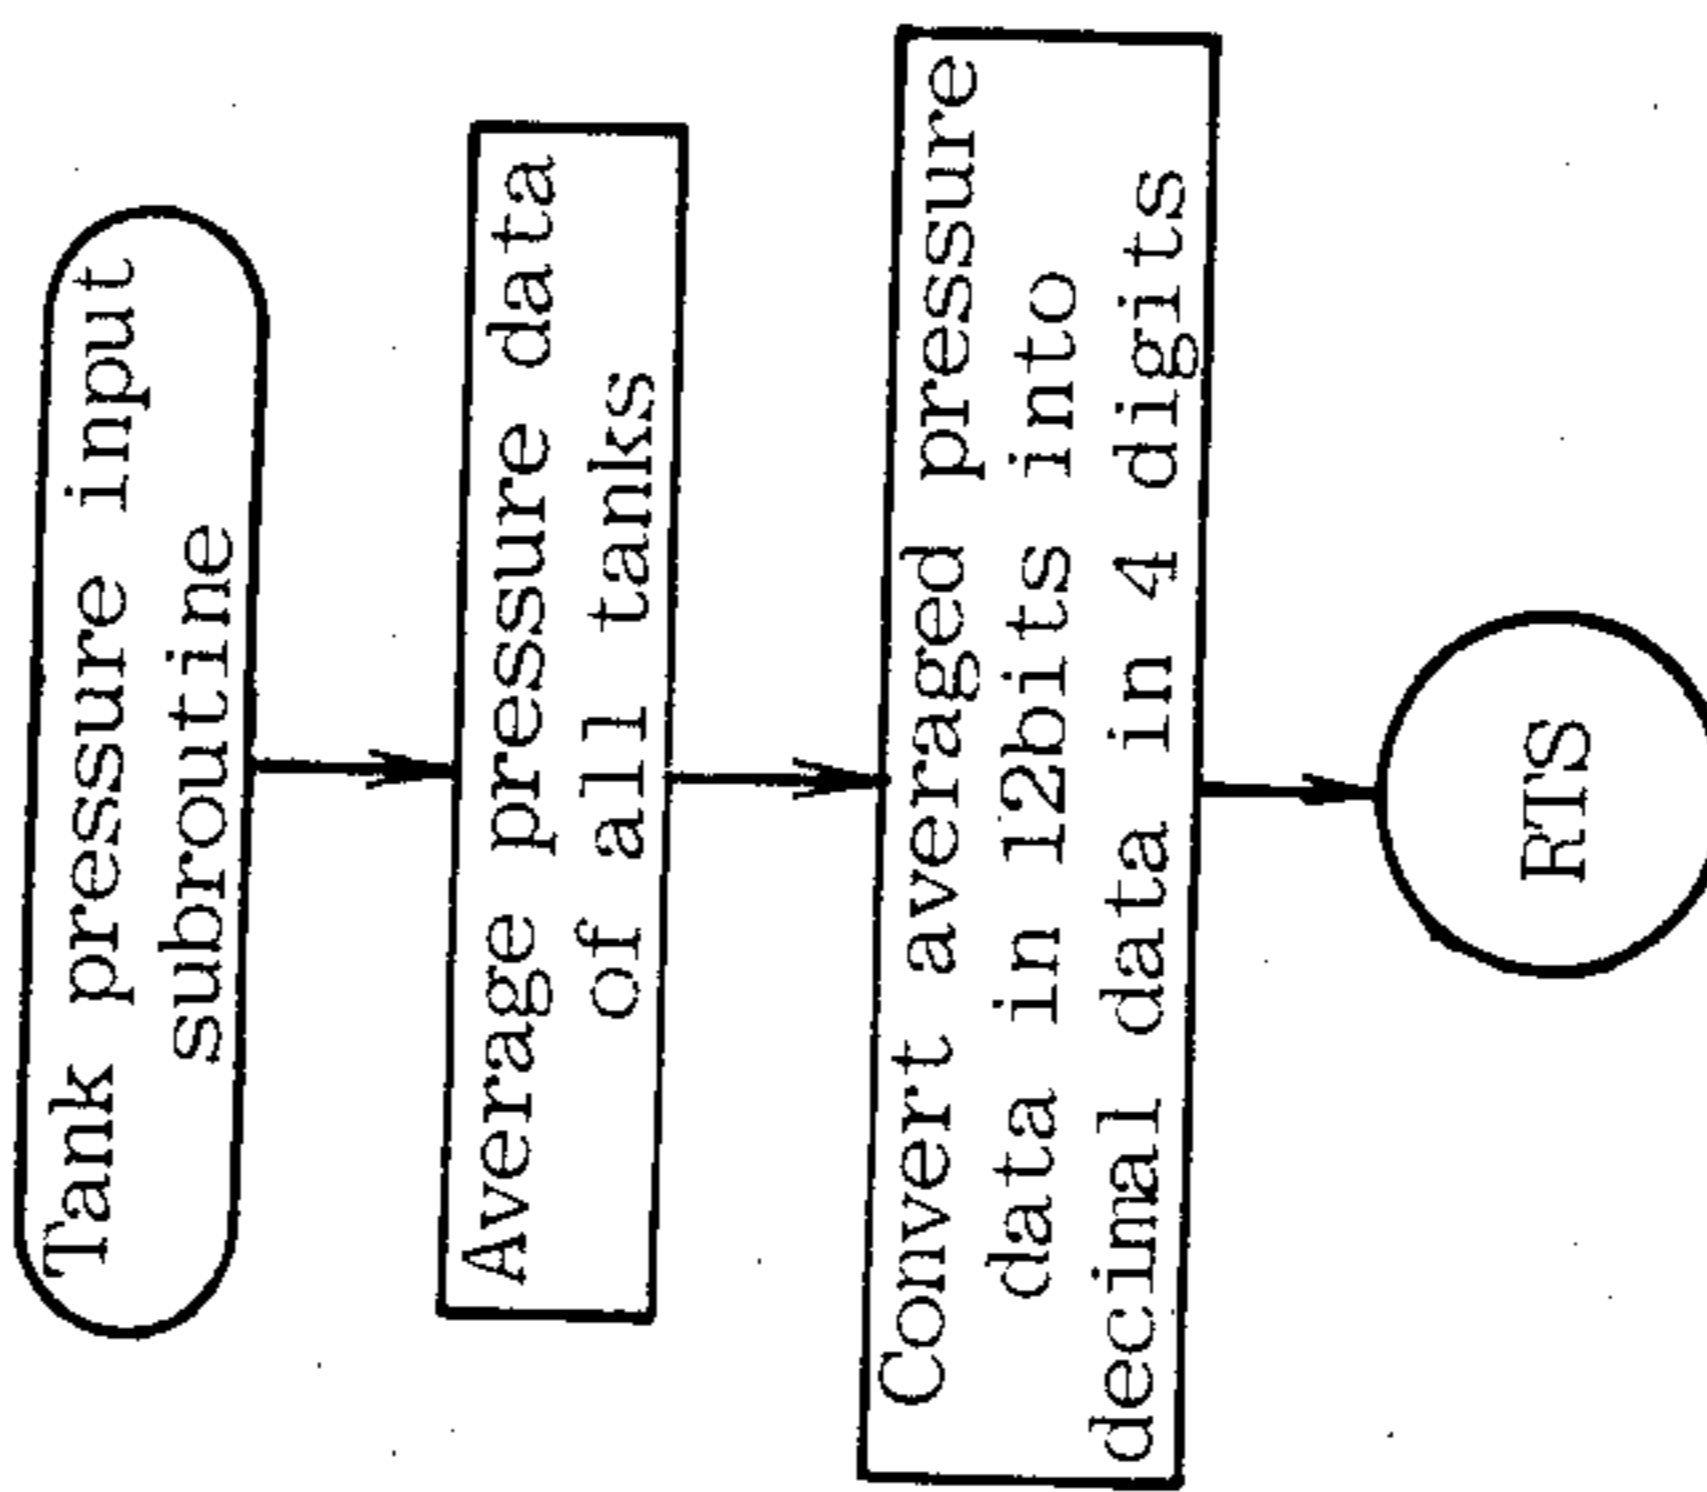 Tank pressure input
subroutine
Average pressure data
of all tanks
Convert averaged pressure
data in 12bits into
decimal data in 4 digits
RTS